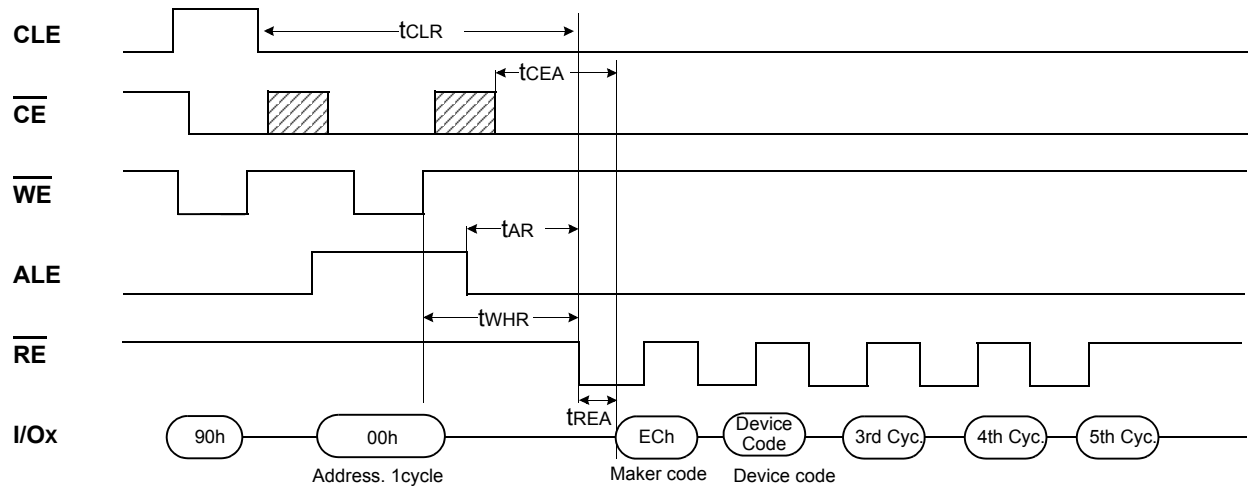 CLE
tCLR
tCEA
CE
WE
tAR
ALE
tWHR
RE
tREA
I/Ox
90h
00h
ECh
Device
Code
3rd Cyc.
4th Cyc.
5th Cyc.
Address. 1cycle
Maker code
Device code